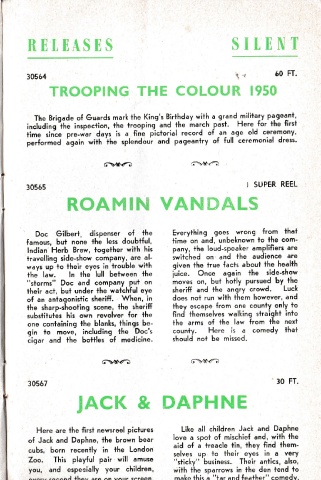 RELEASES SILENT
30564 60 FT.
TROOPING THE COLOUR 1950
The Brigade of Guards mark the King's Birthday with a grand military pageant,
including the inspection, the trooping and the march past. Here for the first
time since pre-war days is a fine pictorial record of an age old ceremony,
performed again with the splendour and pageantry of full ceremonial dress.
30565 1 SUPER REEL
ROAMIN VANDALS
Doc Gilbert, dispenser of the
famous, but none the less doubtful,
Indian Herb Brew, together with his
travelling side-show company, are al-
ways up to their eyes in trouble with
the law. In the lull between the
"storms" Doc and company put on
their act, but under the watchful eye
of an antagonistic sheriff. When, in
the sharp-shooting scene, the sheriff
substitutes his own revolver for the
one containing the blanks, things be-
gin to move, including the Doc's
cigar and the bottles of medicine.
Everything goes wrong from that
time on and, unbeknown to the com-
pany, the loud-speaker amplifiers are
switched on and the audience are
given the true facts about the health
juice. Once again the side-show
moves on, but hotly pursued by the
sheriff and the angry crowd. Luck
does not run with them however, and
they escape from one county only to
find themselves walking straight into
the arms of the law from the next
county. Here is a comedy that
should not be missed.
30567 30 FT.
JACK & DAPHNE
Here are the first newsreel pictures
of Jack and Daphne, the brown bear
cubs, born recently in the London
Zoo. This playful pair will amuse
you, and especially your children,
every second they are on your screen
Like all children Jack and Daphne
love a spot of mischief and, with the
aid of a treacle tin, they find them-
selves up to their eyes in a very
"sticky" business. Their antics, also,
with the sparrows in the den tend to
make this a "tar and feather" comedy.